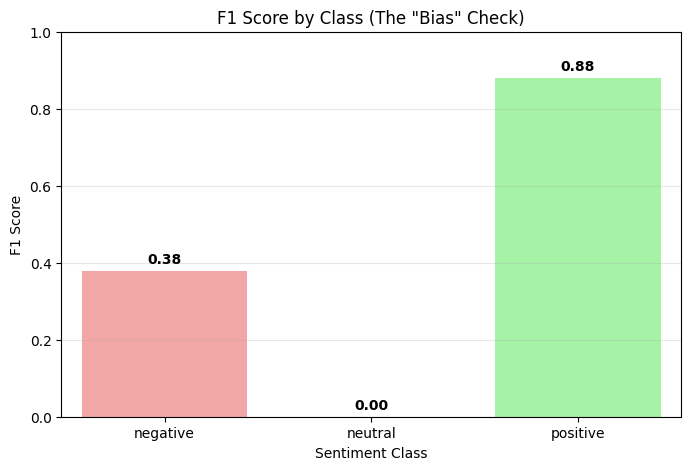 F1 Score by Class (The "Bias" Check)
1.0
0.8
0.6
0.4
0.2
0.0
F1 Score
0.38
0.00
0.88
negative
neutral
positive
Sentiment Class